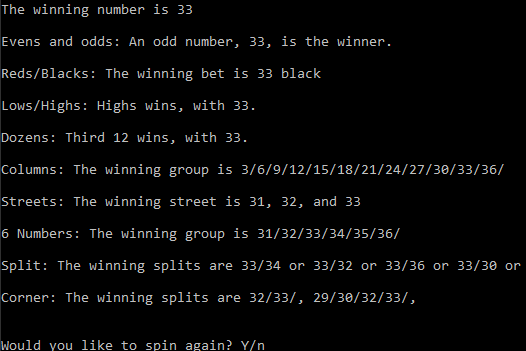 The winning number is 33
Evens and odds: An odd number, 33, is the winner.
Reds/Blacks: The winning bet is 33 black
Lows/Highs: Highs wins, with 33.
Dozens: Third 12 wins, with 33.
Columns: The winning group is 3/6/9/12/15/18/21/24/27/30/33/36/
Streets: The winning street is 31, 32, and 33
6 Numbers: The winning group is 31/32/33/34/35/36/
Split: The winning splits are 33/34 or 33/32 or 33/36 or 33/30 or
Corner: The winning splits are 32/33/, 29/30/32/33/,
Would you like to spin again? Y/n